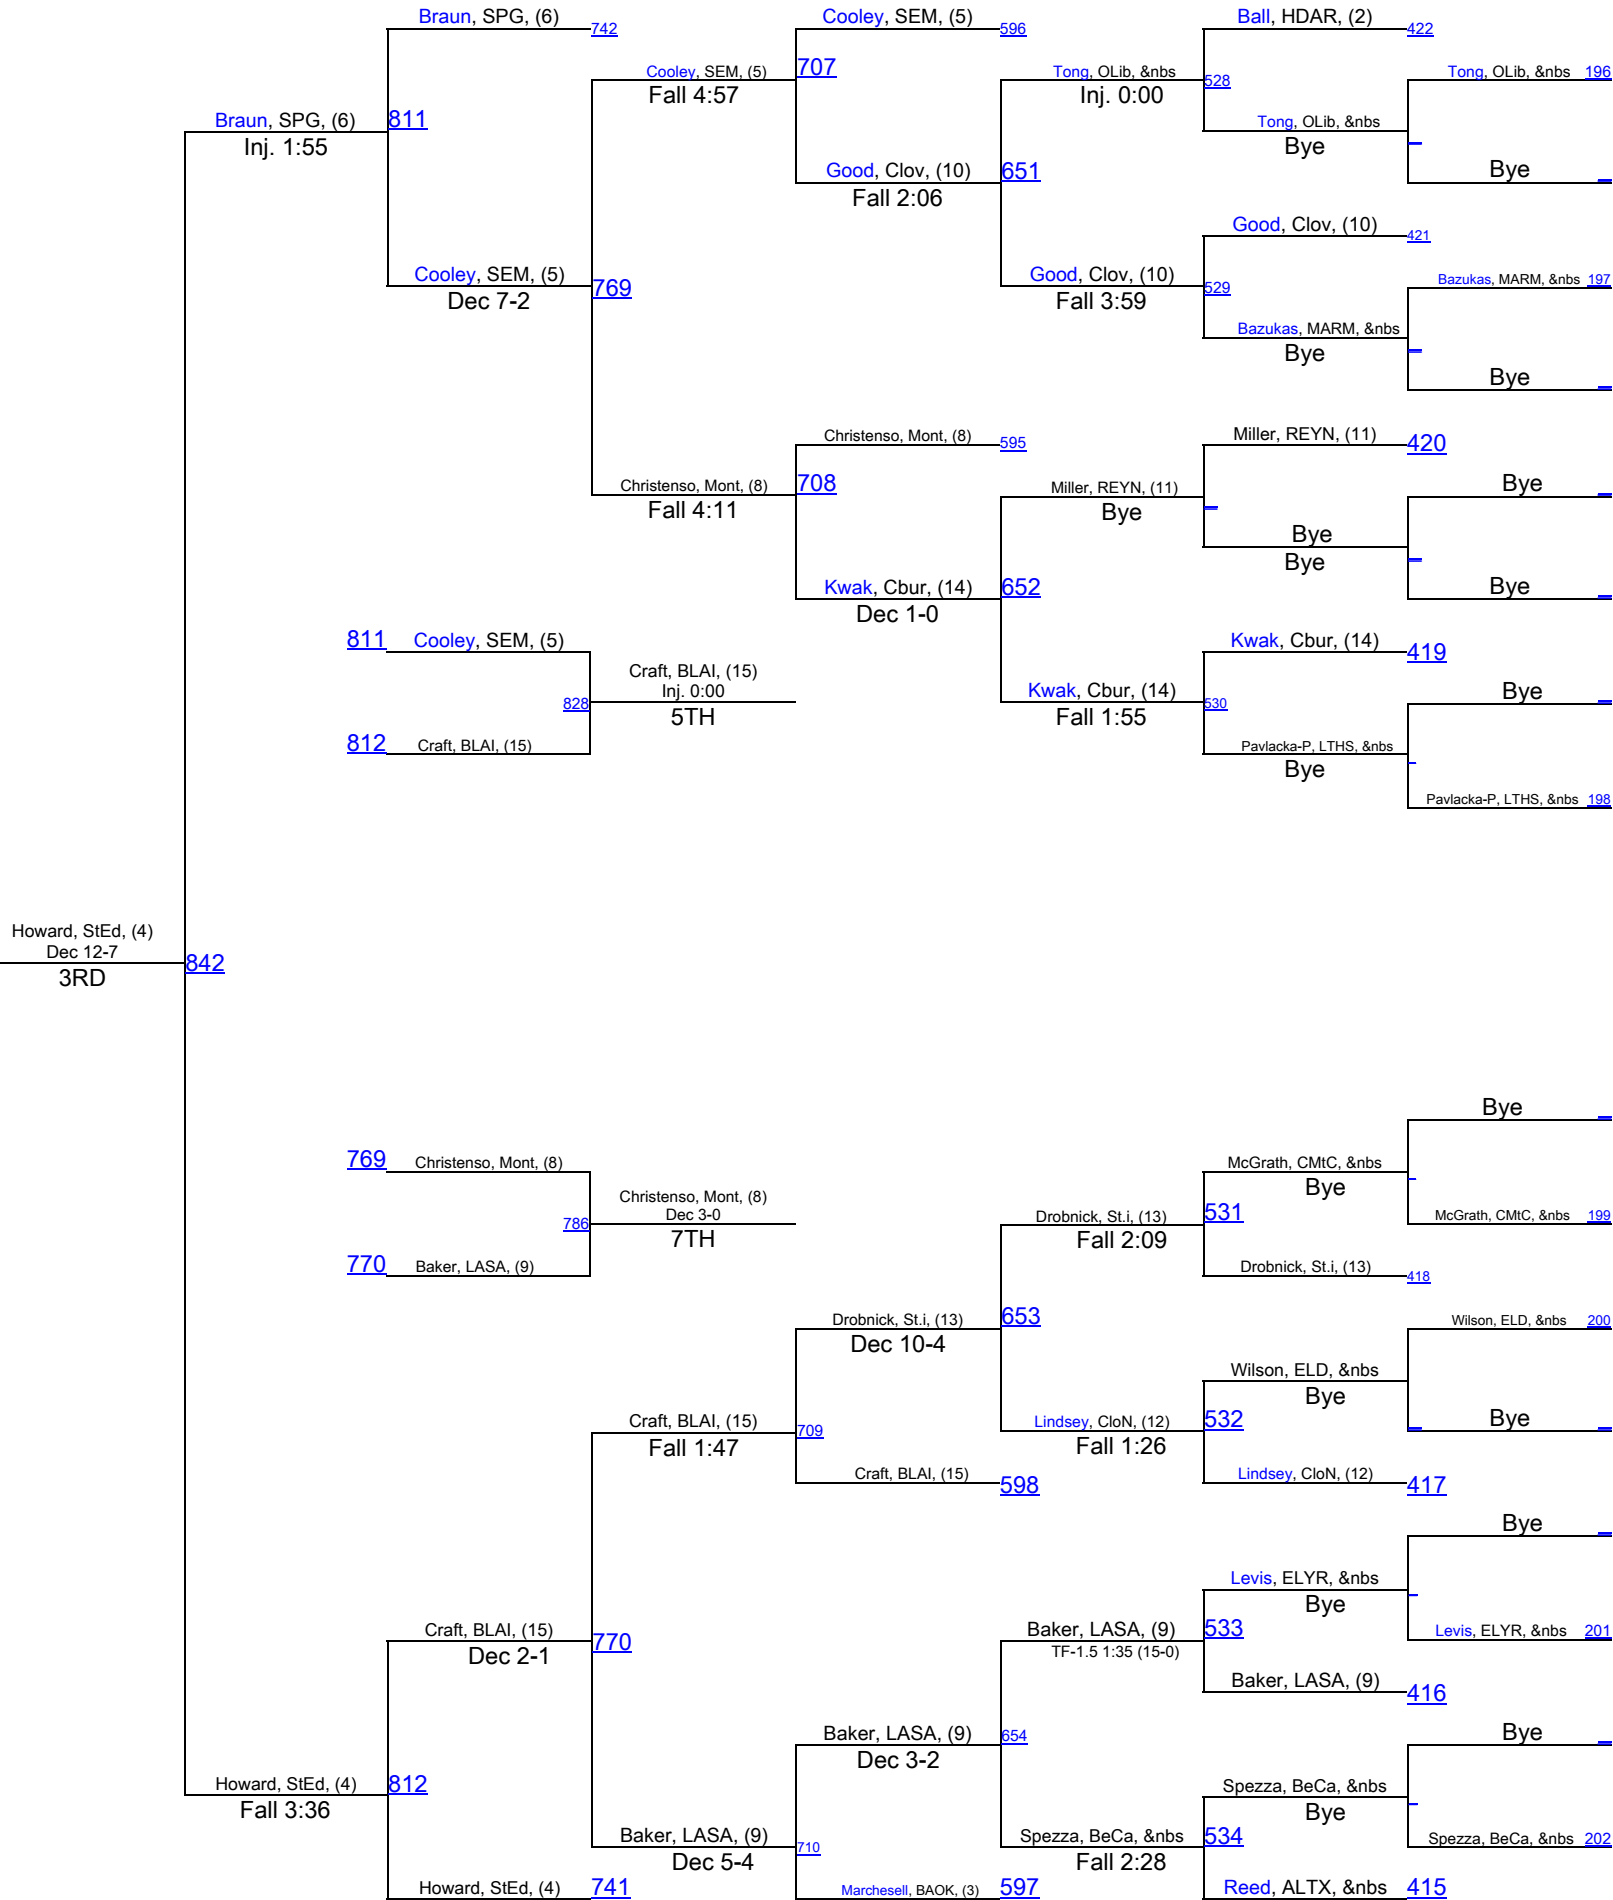 Braun, SPG, (6)
742
Cooley, SEM, (5)
596
Ball, HDAR, (2)
422
Cooley, SEM, (5)
Fall 4:57
707
Tong, OLib, &nbs
Inj. 0:00
528
Tong, OLib, &nbs 196
Braun, SPG, (6)
Inj. 1:55
811
Tong, OLib, &nbs
Bye
Good, Clov, (10)
Fall 2:06
651
Bye
Good, Clov, (10)
421
Cooley, SEM, (5)
Dec 7-2
769
Good, Clov, (10)
Fall 3:59
529
Bazukas, MARM, &nbs 197
Bazukas, MARM, &nbs
Bye
Bye
Christenso, Mont, (8)
595
Miller, REYN, (11)
420
Christenso, Mont, (8)
Fall 4:11
708
Miller, REYN, (11)
Bye
Bye
Bye
Bye
Kwak, Cbur, (14)
Dec 1-0
652
Bye
811 Cooley, SEM, (5)
Kwak, Cbur, (14)
419
828
Craft, BLAI, (15)
Inj. 0:00
5TH
Kwak, Cbur, (14)
Fall 1:55
530
Bye
812 Craft, BLAI, (15)
Pavlacka-P, LTHS, &nbs
Bye
Pavlacka-P, LTHS, &nbs 198
Howard, StEd, (4)
Dec 12-7
3RD
842
Bye
769 Christenso, Mont, (8)
McGrath, CMtC, &nbs
Bye
786
Christenso, Mont, (8)
Dec 3-0
7TH
Drobnick, St.i, (13)
Fall 2:09
531
McGrath, CMtC, &nbs 199
770 Baker, LASA, (9)
Drobnick, St.i, (13)
418
Drobnick, St.i, (13)
Dec 10-4
653
Wilson, ELD, &nbs 200
Wilson, ELD, &nbs
Bye
Craft, BLAI, (15)
Fall 1:47
709
Lindsey, CloN, (12)
Fall 1:26
532
Bye
Craft, BLAI, (15)
598
Lindsey, CloN, (12)
417
Bye
Levis, ELYR, &nbs
Bye
Craft, BLAI, (15)
Dec 2-1
770
Baker, LASA, (9)
TF-1.5 1:35 (15-0)
533
Levis, ELYR, &nbs 201
Baker, LASA, (9)
416
Baker, LASA, (9)
Dec 3-2
654
Bye
Howard, StEd, (4)
Fall 3:36
812
Spezza, BeCa, &nbs
Bye
Baker, LASA, (9)
Dec 5-4
710
Spezza, BeCa, &nbs
Fall 2:28
534
Spezza, BeCa, &nbs 202
Howard, StEd, (4)
741
Marchesell, BAOK, (3)
597
Reed, ALTX, &nbs
415